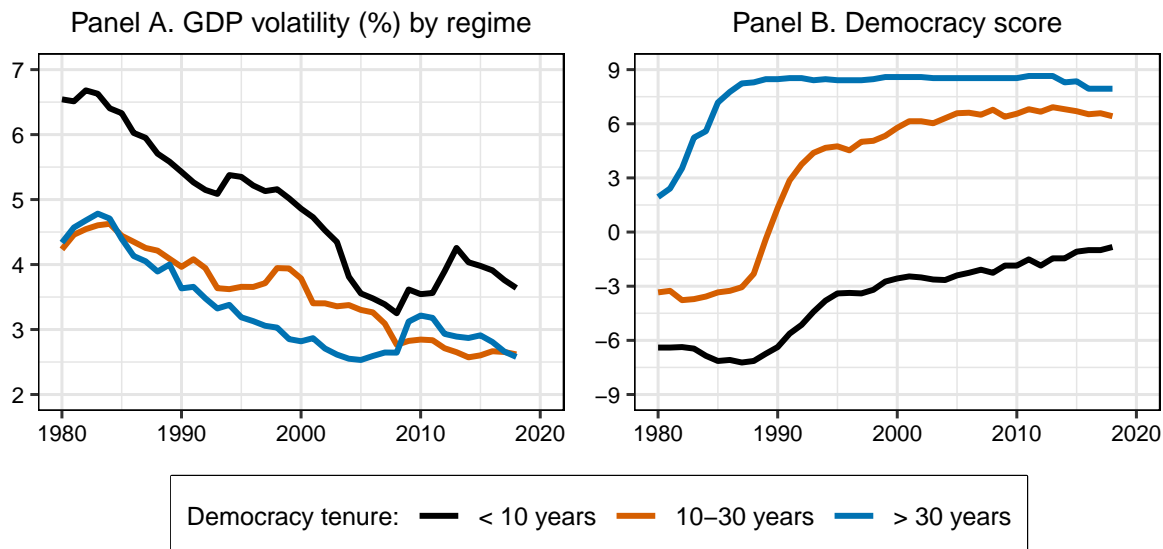 Panel A. GDP volatility (%) by regime
7
6
5
4
3
2
1980 1990 2000 2010 2020
Panel B. Democracy score
9
6
3
0
−3
−6
−9
1980 1990 2000 2010 2020
Democracy tenure: < 10 years 10−30 years > 30 years